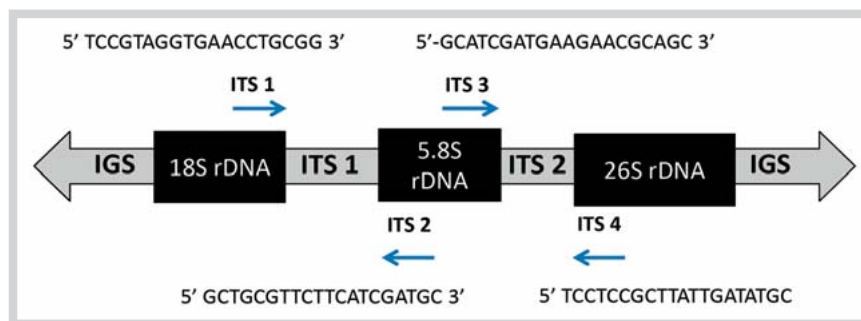 5′ TCCGTAGGTGAACCTGCGG 3′
5′-GCATCGATGAAGAACGCAGC 3′
ITS 1
ITS 3
IGS
18S rDNA
ITS 1
5.8S
rDNA
ITS 2
26S rDNA
IGS
ITS 2
ITS 4
5′ GCTGCGTTCTTCATCGATGC 3′
5′ TCCTCCGCTTATTGATATGC